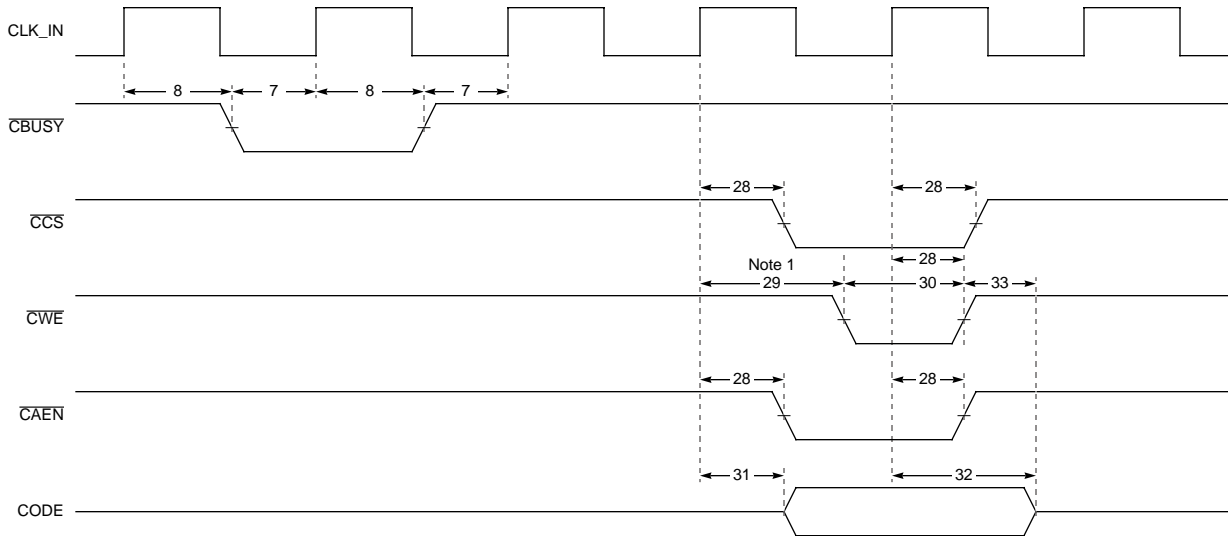 CLK_IN
8 7 8 7
CBUSY
28 28
CCS
28
Note 1
29 30 33
CWE
28 28
CAEN
31 32
CODE